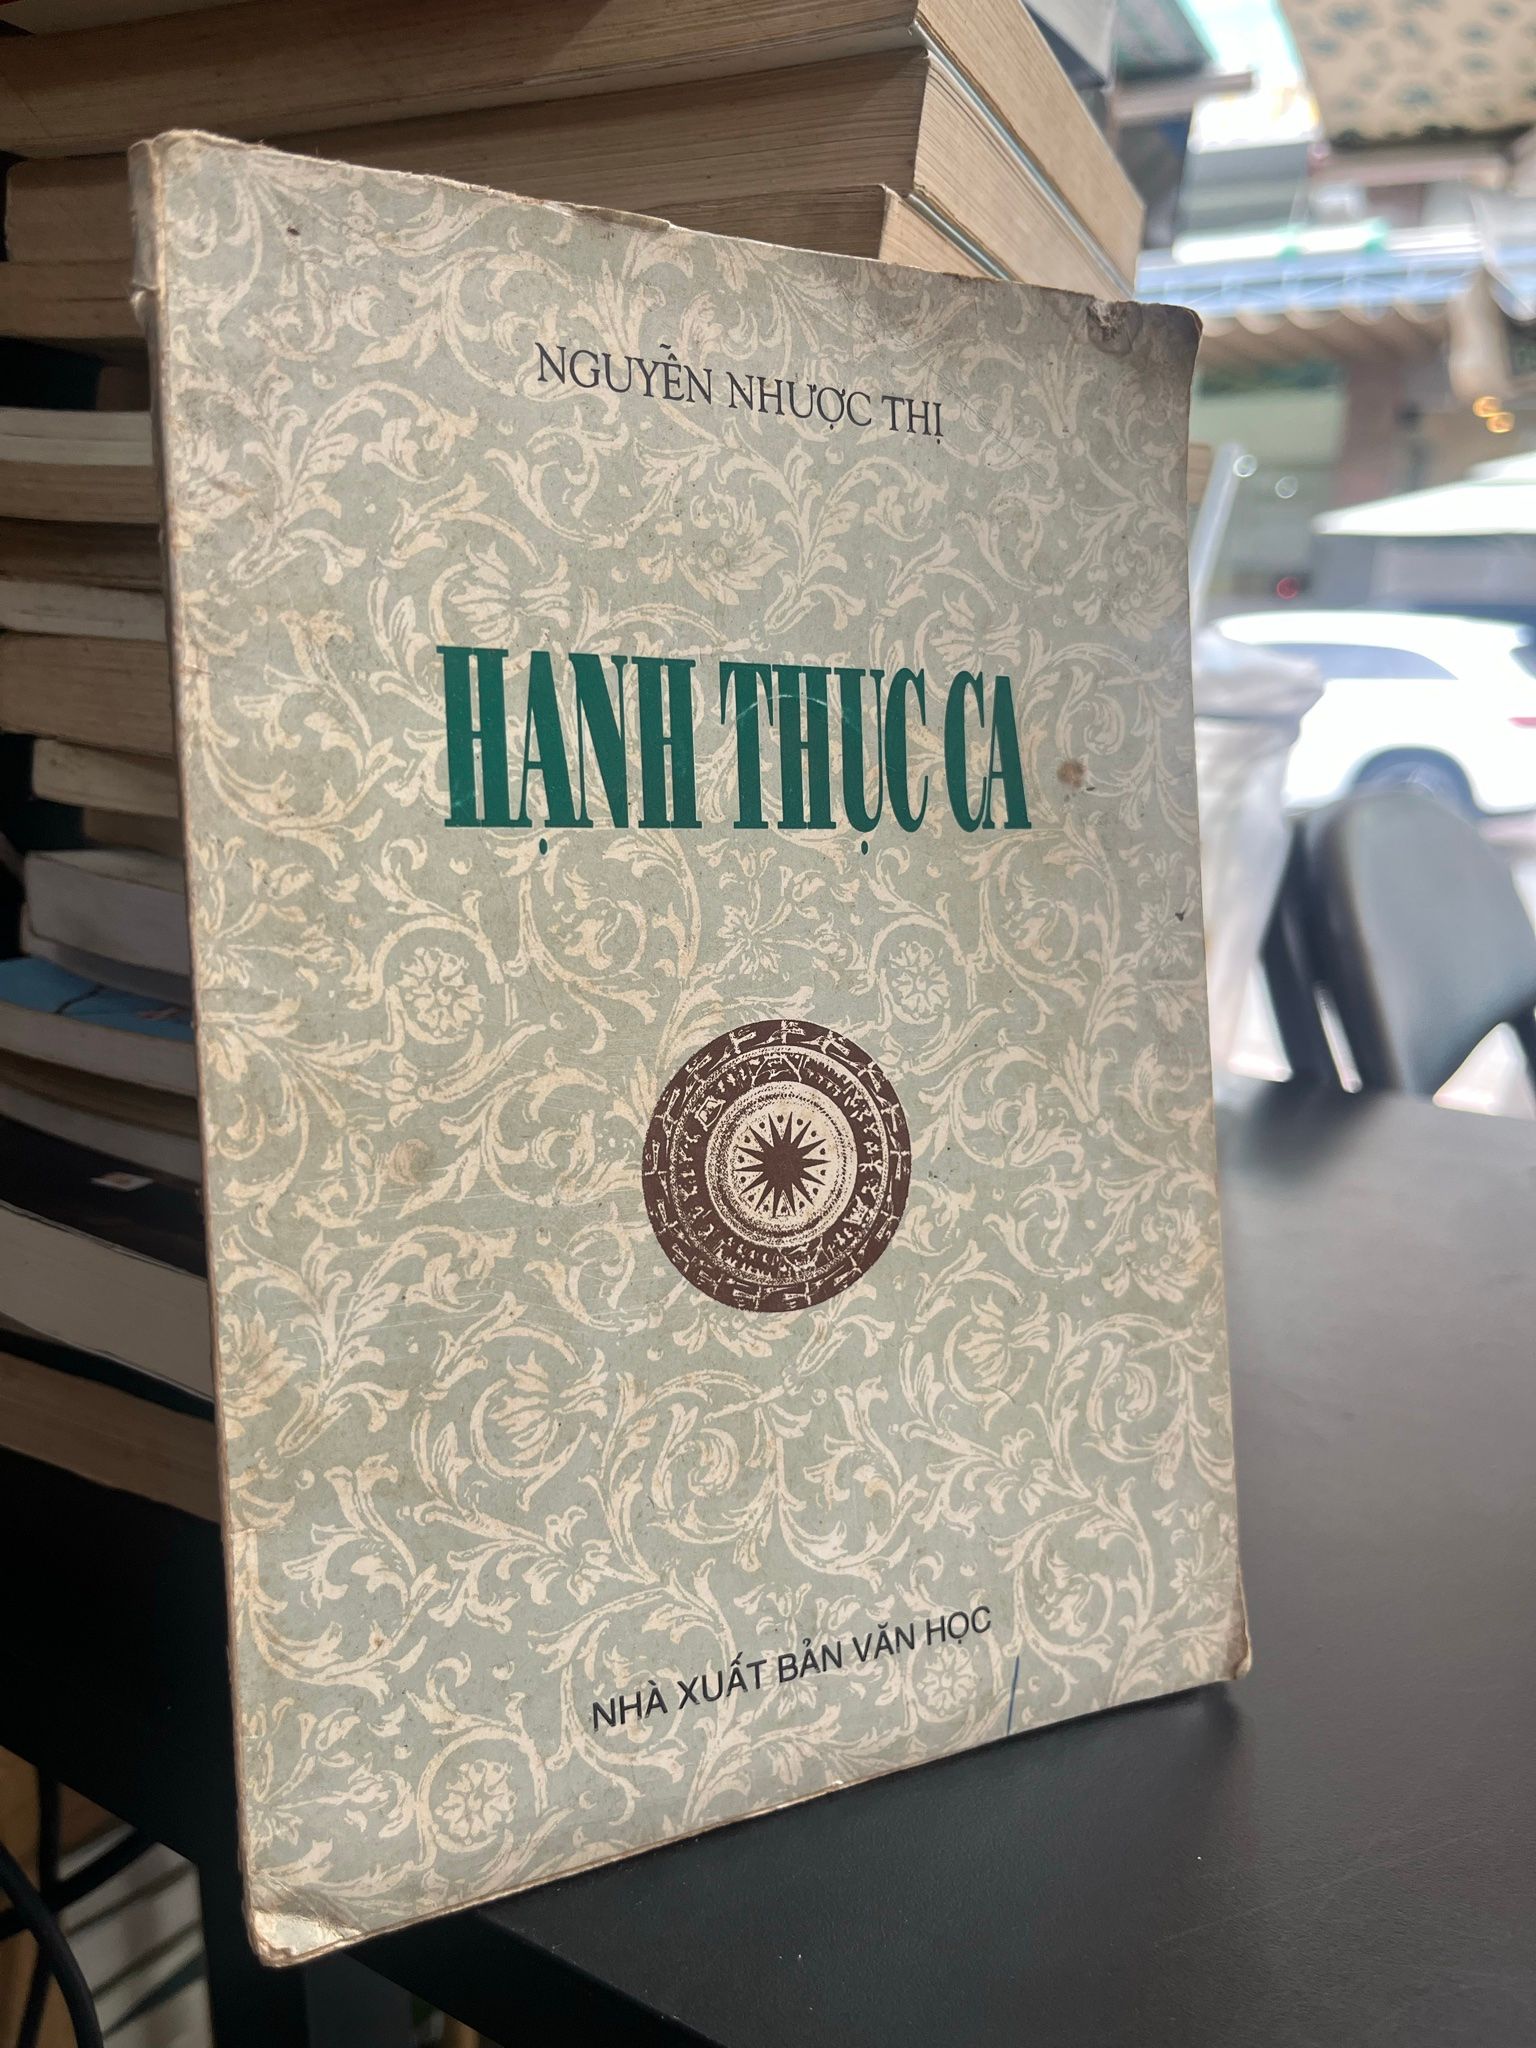 NGUYỄN NHƯỢC THỊ
HẠNH THỤC CA
NHÀ XUẤT BẢN VĂN HỌC